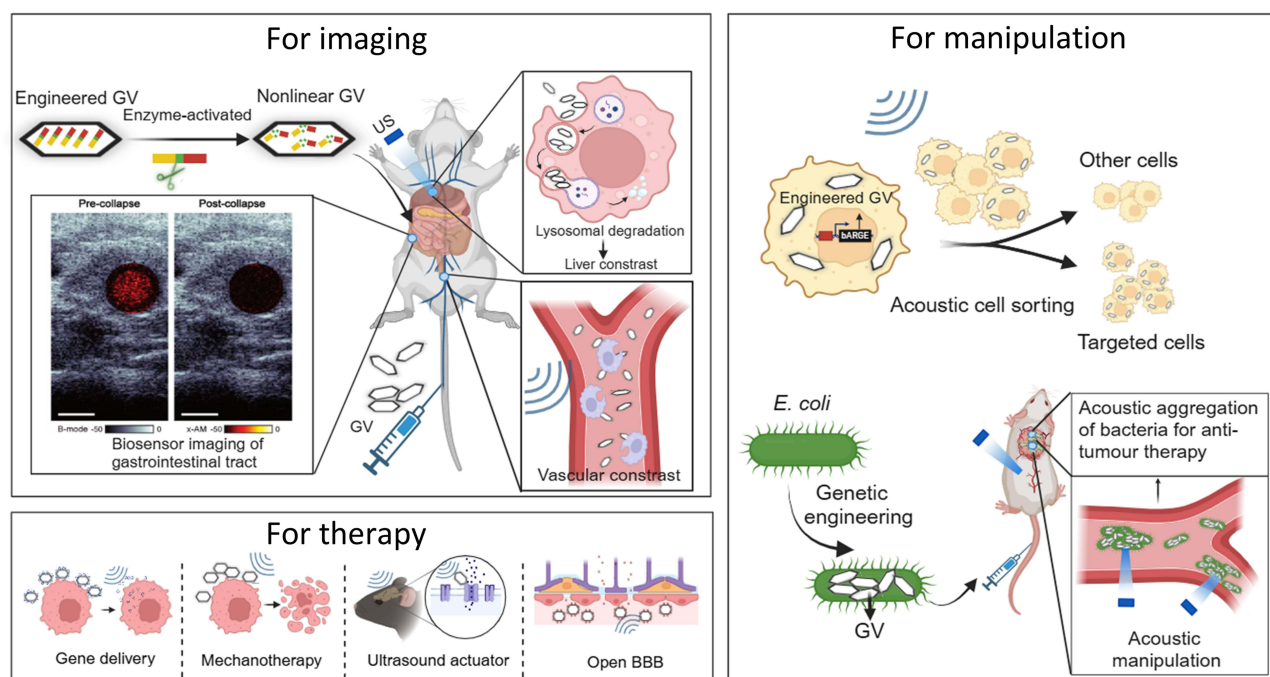 For imaging
Engineered GV
Enzyme-activated
Nonlinear GV
US
Pre-collapse
Post-collapse
B-mode -50 0
x-AM -50 0
Biosensor imaging of
gastrointestinal tract
GV
Lysosomal degradation
Liver constrast
Vascular constrast
For therapy
Gene delivery
Mechanotherapy
Ultrasound actuator
Open BBB
For manipulation
Engineered GV
bARGE
Other cells
Acoustic cell sorting
Targeted cells
E. coli
Genetic
engineering
GV
Acoustic aggregation
of bacteria for anti-
tumour therapy
Acoustic
manipulation